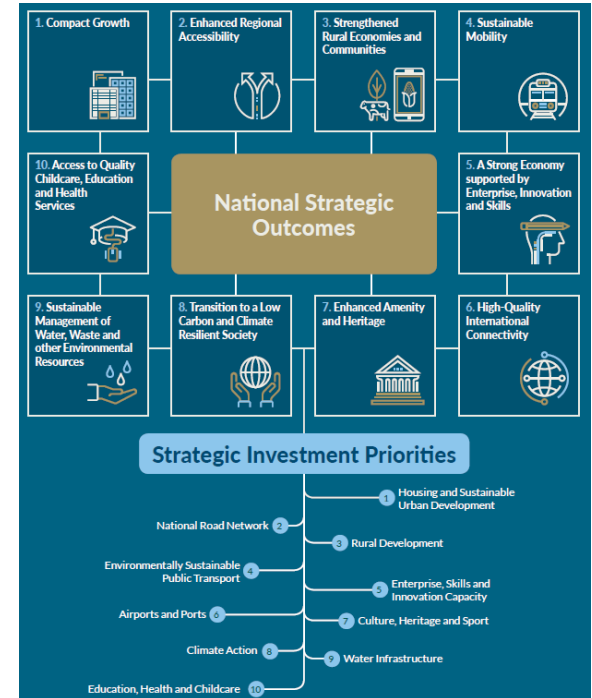 1. Compact Growth
2. Enhanced Regional
Accessibility
3. Strengthened
Rural Economies and
Communities
4. Sustainable
Mobility
10. Access to Quality
Childcare, Education
and Health
Services
National Strategic
Outcomes
5. A Strong Economy
supported by
Enterprise, Innovation
and Skills
9. Sustainable
Management of
Water, Waste and
other Environmental
Resources
8. Transition to a Low
Carbon and Climate
Resilient Society
7. Enhanced Amenity
and Heritage
6. High-Quality
International
Connectivity
Strategic Investment Priorities
1 Housing and Sustainable
Urban Development
National Road Network 2
3 Rural Development
Environmentally Sustainable
Public Transport 4
5 Enterprise, Skills and
Innovation Capacity
Airports and Ports 6
7 Culture, Heritage and Sport
Climate Action 8
9 Water Infrastructure
Education, Health and Childcare 10